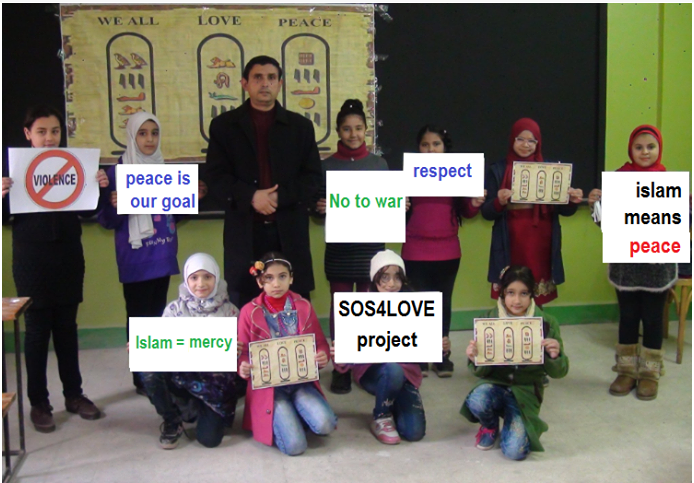 WE ALL LOVE PEACE
VIOLENCE
peace is
our goal
No to war
respect
islam
means
peace
Islam = mercy
SOS4LOVE
project